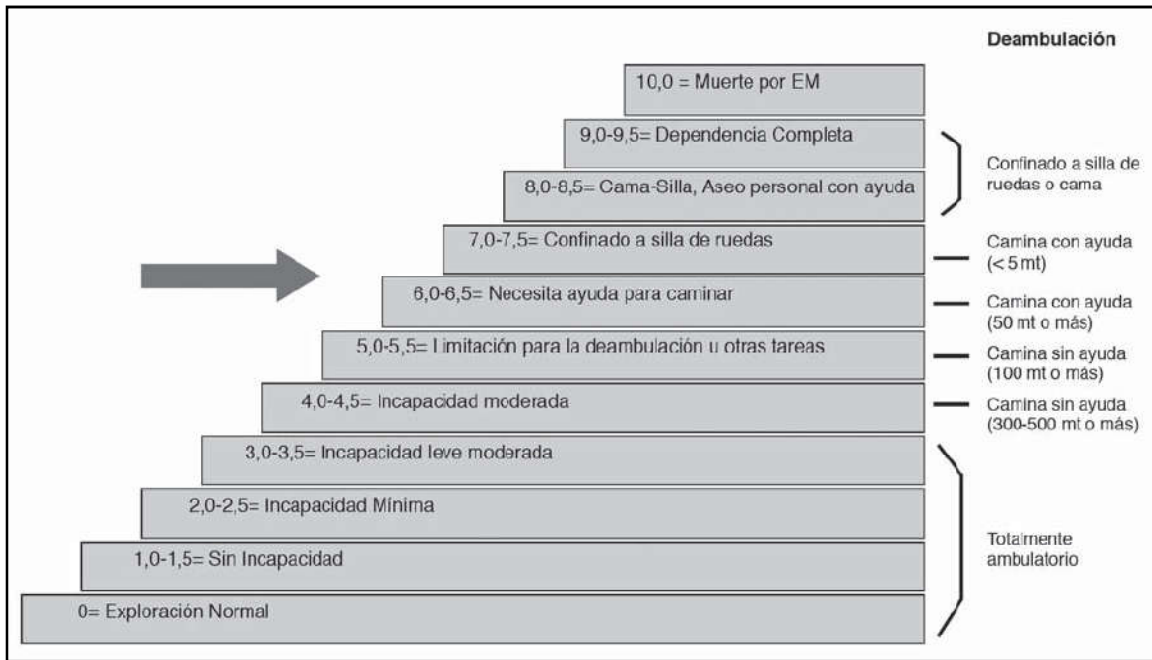 Deambulación
10,0 = Muerte por EM
9,0-9,5= Dependencia Completa
Confinado a silla de
ruedas o cama
8,0-8,5= Cama-Silla, Aseo personal con ayuda
7,0-7,5= Confinado a silla de ruedas
Camina con ayuda
(< 5 mt)
6,0-6,5= Necesita ayuda para caminar
Camina con ayuda
(50 mt o más)
5,0-5,5= Limitación para la deambulación u otras tareas
Camina sin ayuda
(100 mt o más)
4,0-4,5= Incapacidad moderada
Camina sin ayuda
(300-500 mt o más)
3,0-3,5= Incapacidad leve moderada
2,0-2,5= Incapacidad Mínima
Totalmente
ambulatorio
1,0-1,5= Sin Incapacidad
0= Exploración Normal